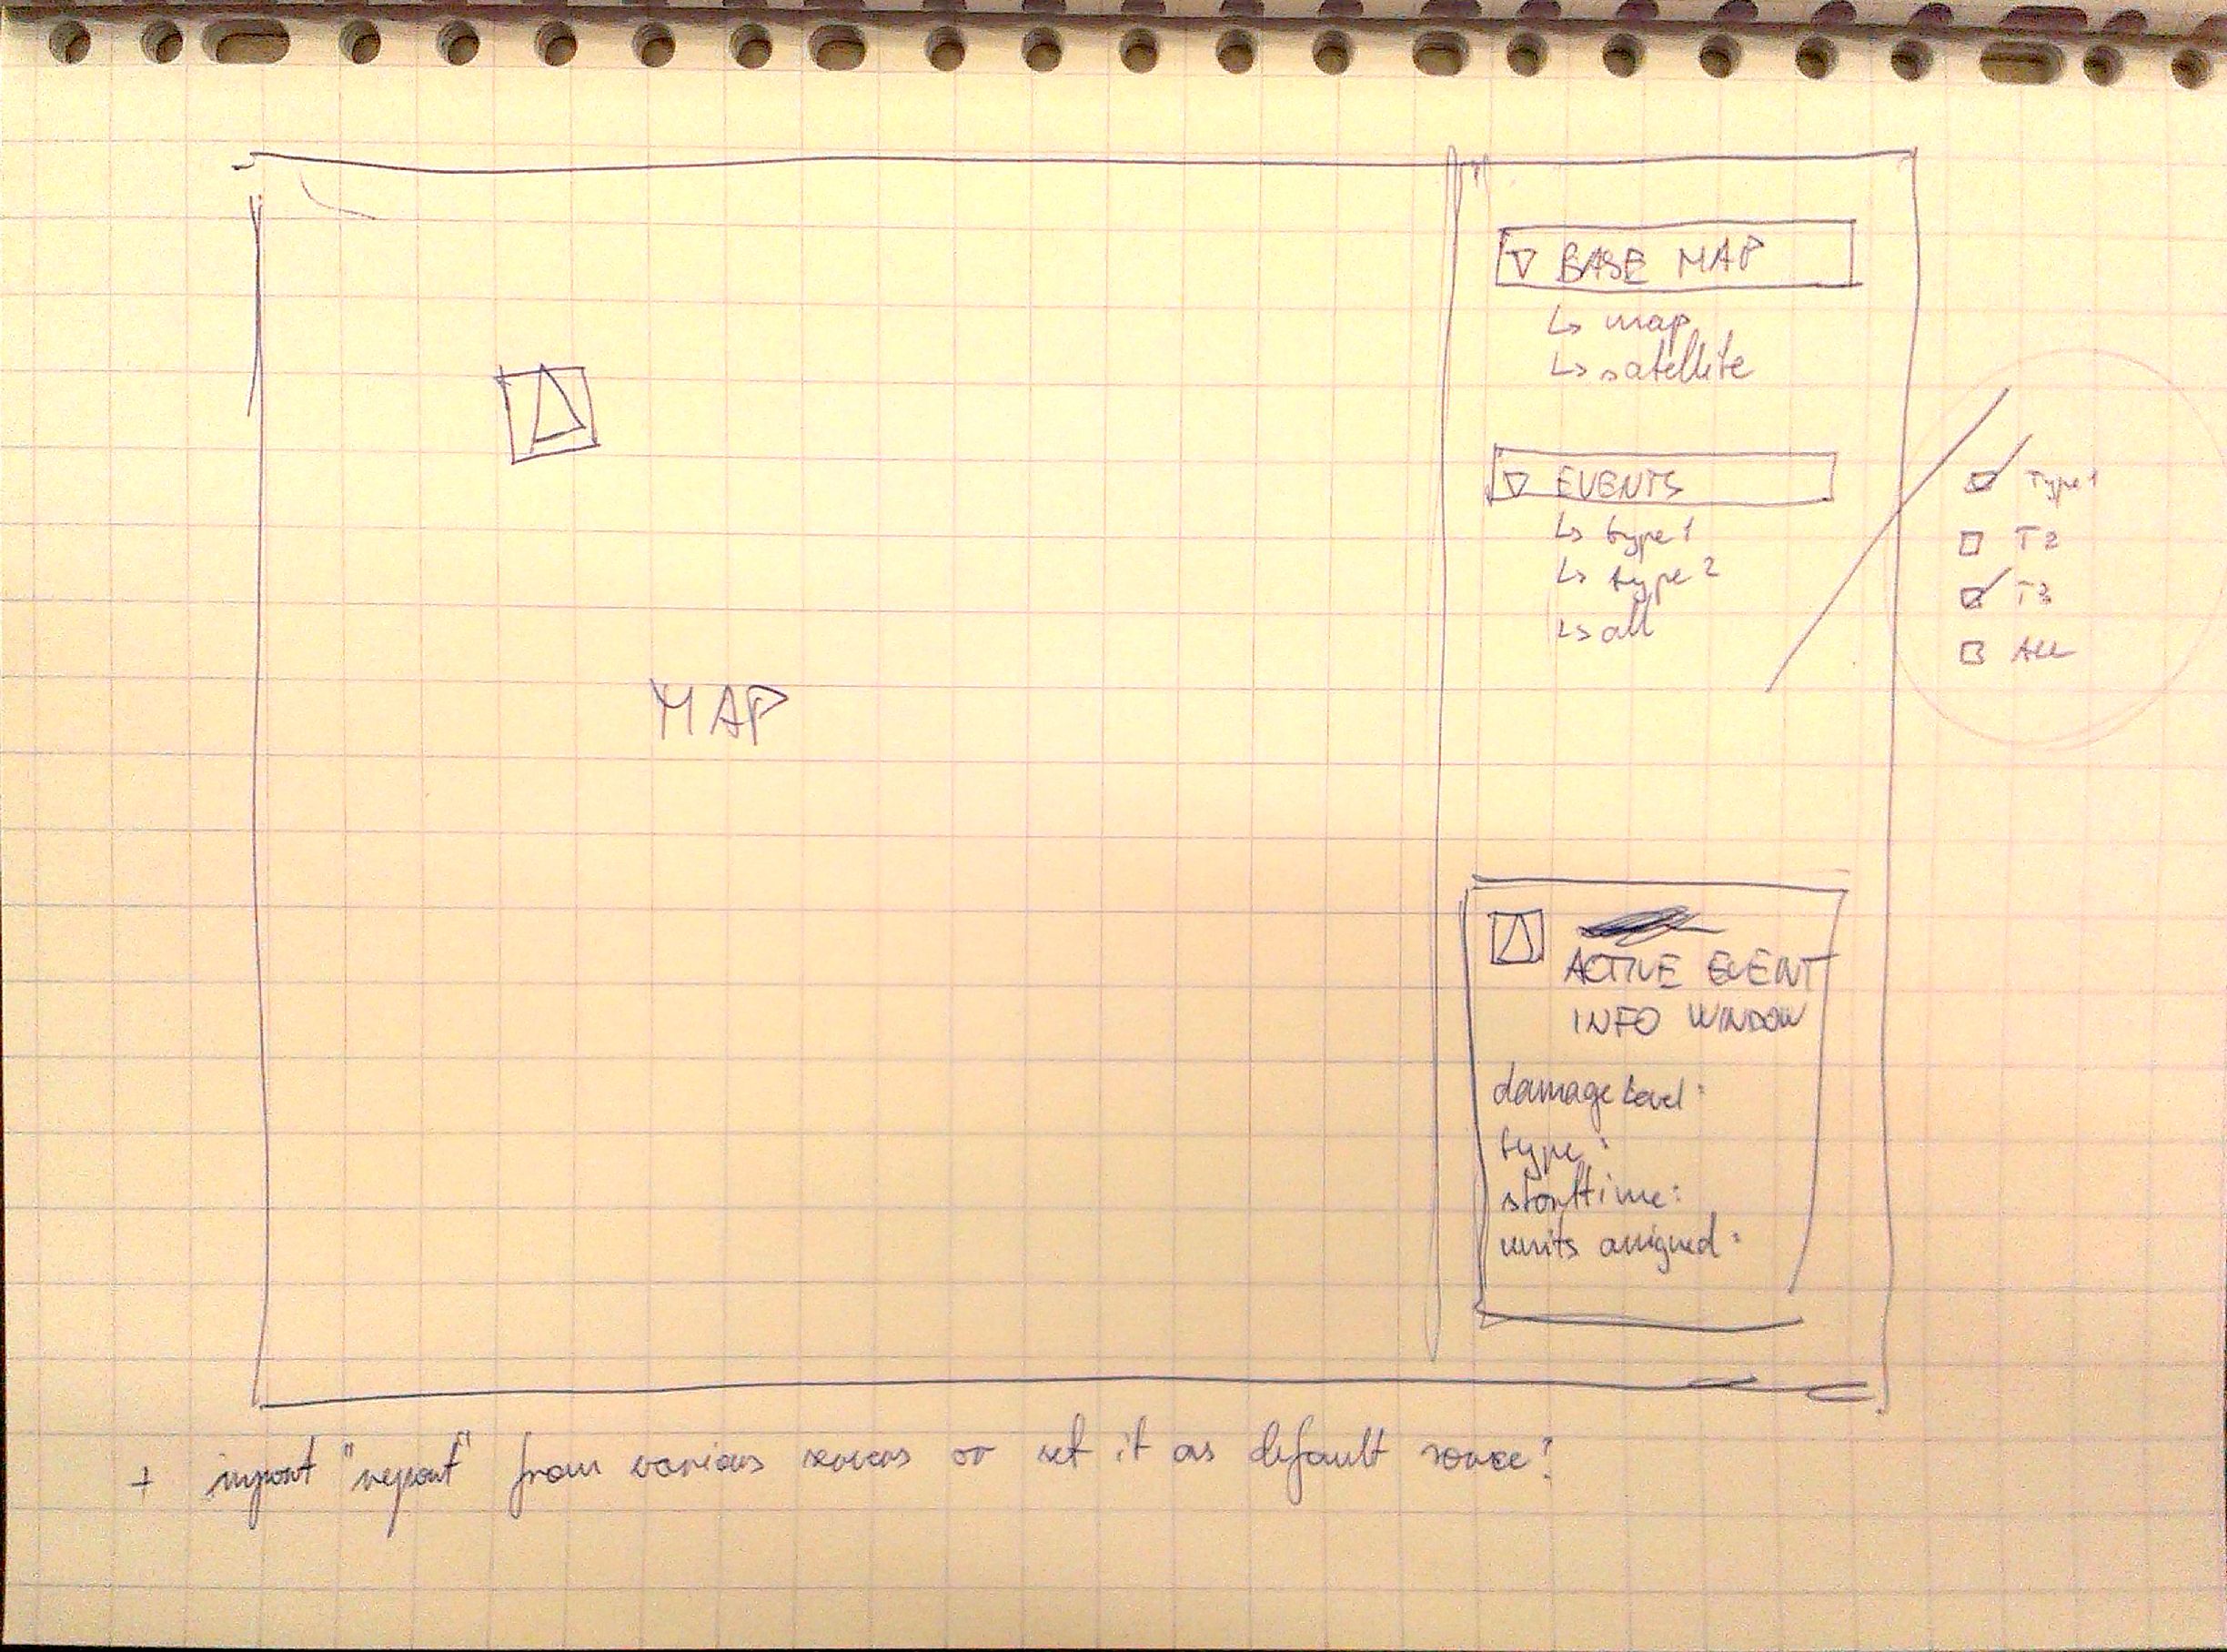 BASE MAP
map
satellite
EVENTS
type 1
type 2
all
Type 1
T2
T3
All
MAP
ACTIVE EVENT
INFO WINDOW
damage level:
type:
starttime:
units assigned:
+ import "report" from various or set it as default source?